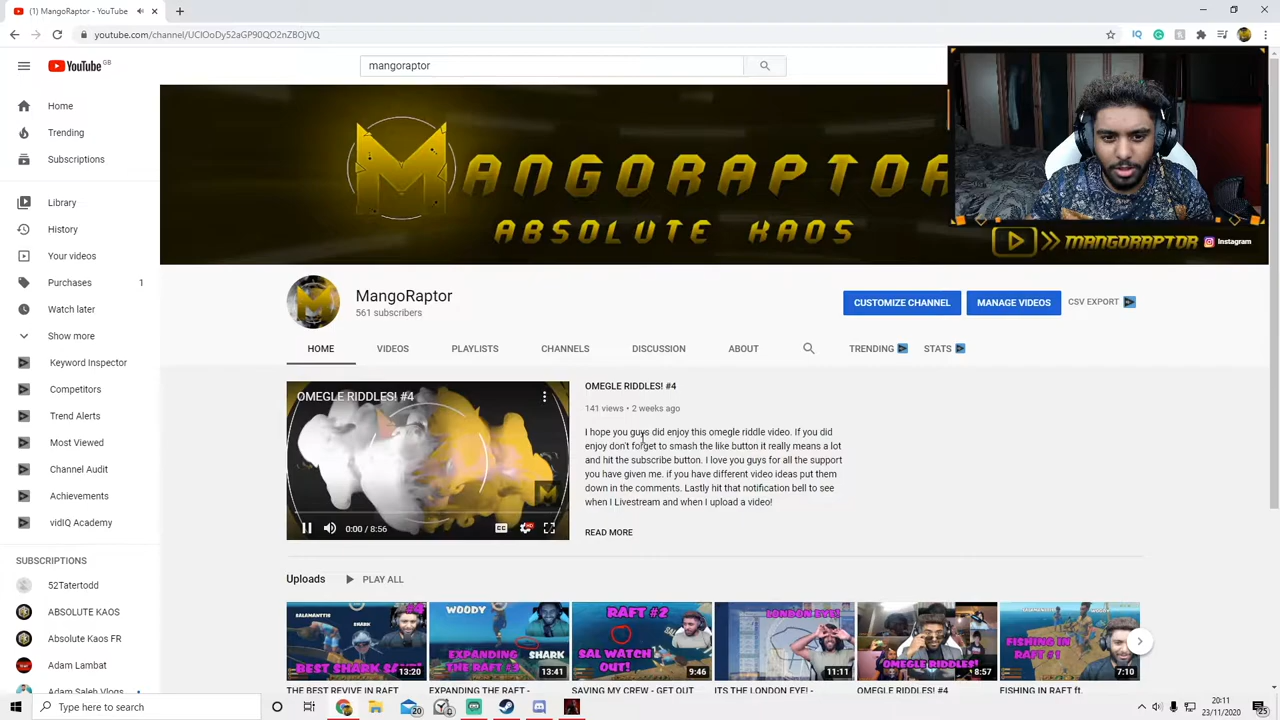 (1) MangoRaptor - YouTube
youtube.com/channel/UCIOoDy52aGP90QO2nZBOjVQ
YouTube GB
mangoraptor
Home
Trending
Subscriptions
Library
History
Your videos
Purchases 1
Watch later
Show more
Keyword Inspector
Competitors
Trend Alerts
Most Viewed
Channel Audit
Achievements
vidIQ Academy
SUBSCRIPTIONS
52Tatertodd
ABSOLUTE KAOS
Absolute Kaos FR
Adam Lambat
Adam Saleh Vlogs
MANGORAPTOR
ABSOLUTE KAOS
MANGORAPTOR Instagram
MangoRaptor
561 subscribers
CUSTOMIZE CHANNEL MANAGE VIDEOS CSV EXPORT
HOME VIDEOS PLAYLISTS CHANNELS DISCUSSION ABOUT TRENDING STATS
OMEGLE RIDDLES! #4
0:00 / 8:56
OMEGLE RIDDLES! #4
141 views • 2 weeks ago
I hope you guys did enjoy this omegle riddle video. If you did
enjoy don't forget to smash the like button it really means a lot
and hit the subscribe button. I love you guys for all the support
you have given me. if you have different video ideas put them
down in the comments. Lastly hit that notification bell to see
when I Livestream and when I upload a video!
READ MORE
Uploads PLAY ALL
SALAMANTT10
SHARK
BEST SHARK
13:20
WOODY
SHARK
EXPANDING
THE RAFT #3
13:41
RAFT #2
SAL WATCH
OUT!
9:46
LONDON EYE!
11:11
OMEGLE RIDDLES!
8:57
FISHING IN
RAFT #1
7:10
THE BEST REVIVE IN RAFT
EXPANDING THE RAFT -
SAVING MY CREW - GET OUT
ITS THE LONDON EYE! -
OMEGLE RIDDLES! #4
FISHING IN RAFT ft.
Type here to search
20
20:11
23/11/2020
25